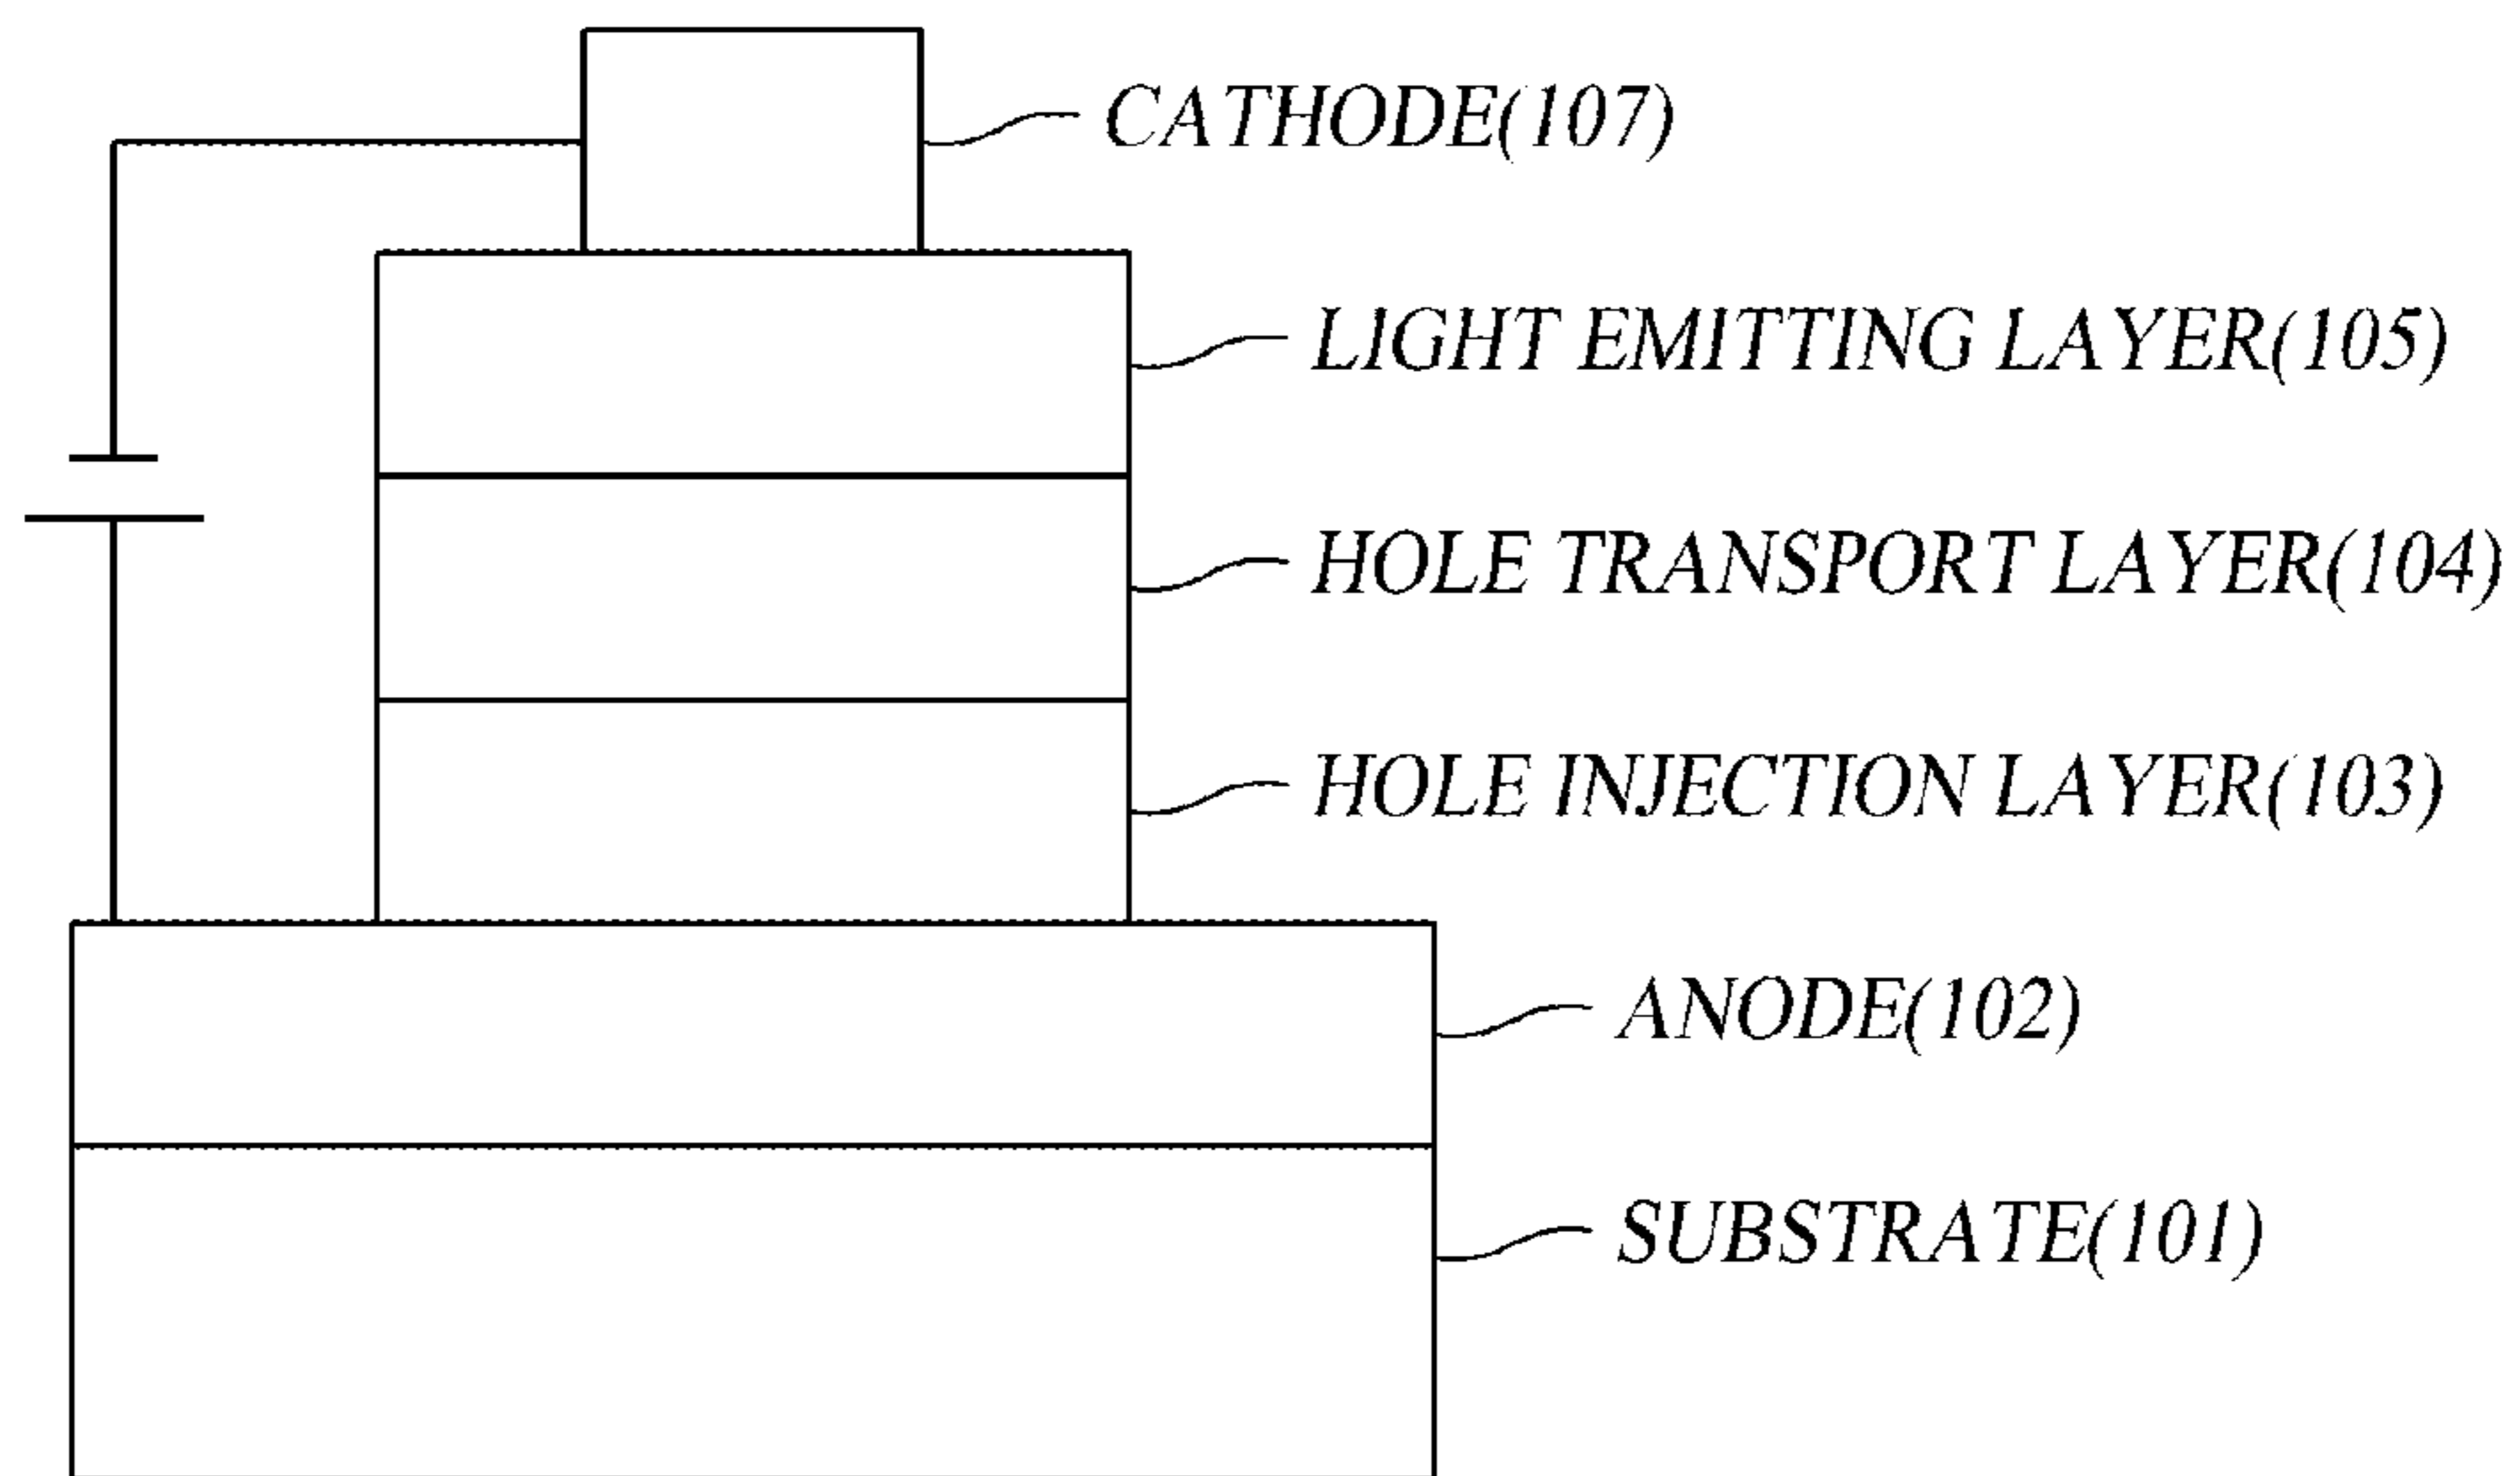 CATHODE(107)
LIGHT EMITTING LAYER(105)
HOLE TRANSPORT LAYER(104)
HOLE INJECTION LAYER(103)
ANODE(102)
SUBSTRATE(101)